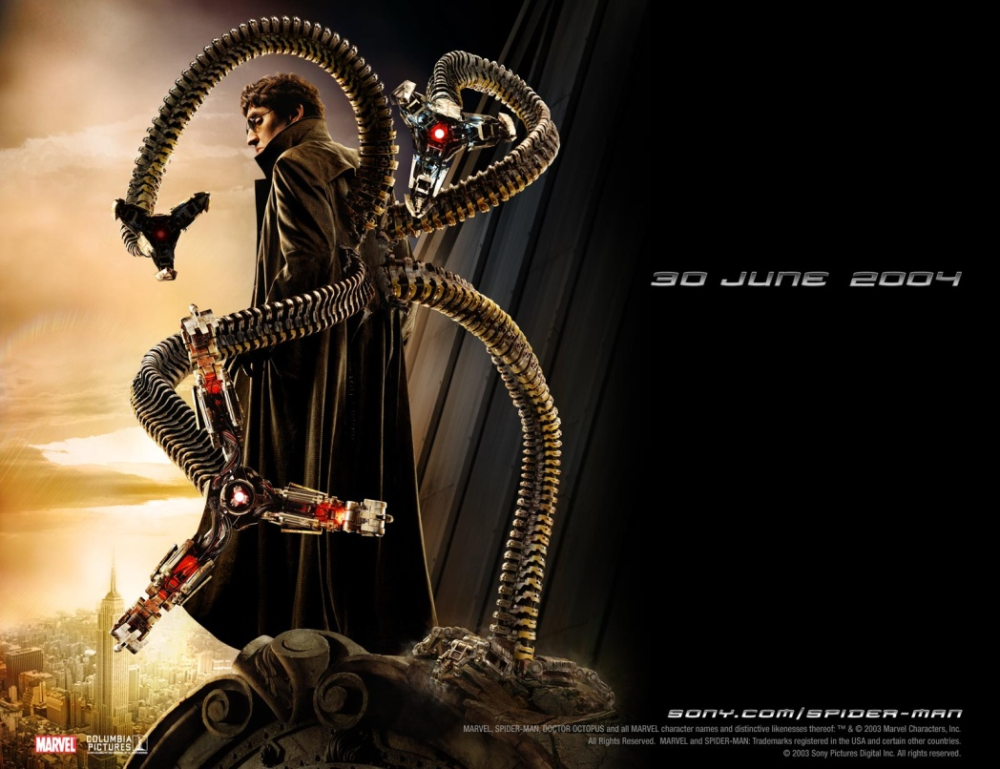 30 JUNE 2004
SONY.COM/SPIDER-MAN
MARVEL, SPIDER-MAN, DOCTOR OCTOPUS and all MARVEL character names and distinctive likenesses thereof: ™ & © 2003 Marvel Characters, Inc.
All Rights Reserved. MARVEL and SPIDER-MAN: Trademarks registered in the USA and certain other countries.
© 2003 Sony Pictures Digital Inc. All rights reserved.
MARVEL
COLUMBIA
PICTURES